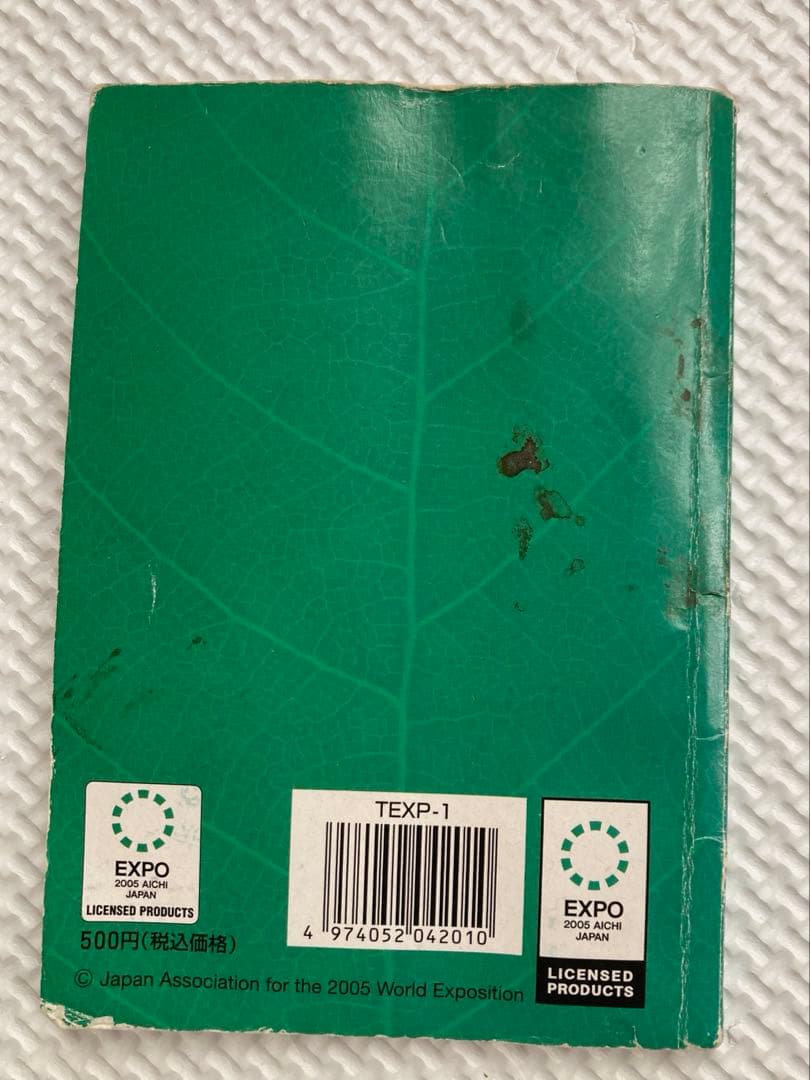 EXPO
2005 AICHI
JAPAN
LICENSED PRODUCTS
500円(税込価格)
© Japan Association for the 2005 World Exposition
TEXP-1
4 974052 042010
EXPO
2005 AICHI
JAPAN
LICENSED
PRODUCTS